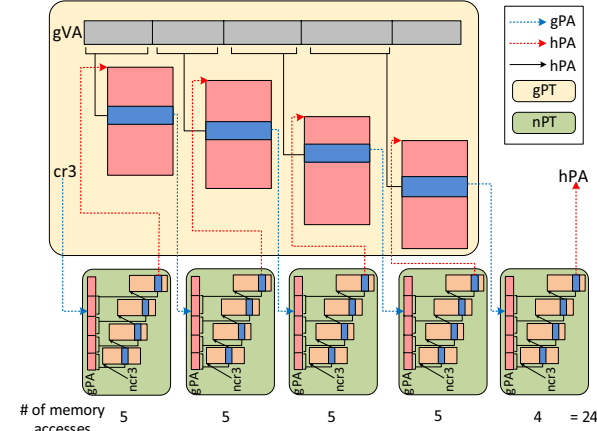 gVA
gPA
hPA
hPA
gPT
nPT
cr3
hPA
gPA
ncr3
gPA
ncr3
gPA
ncr3
gPA
ncr3
gPA
ncr3
# of memory
accesses
5
5
5
5
4
= 24